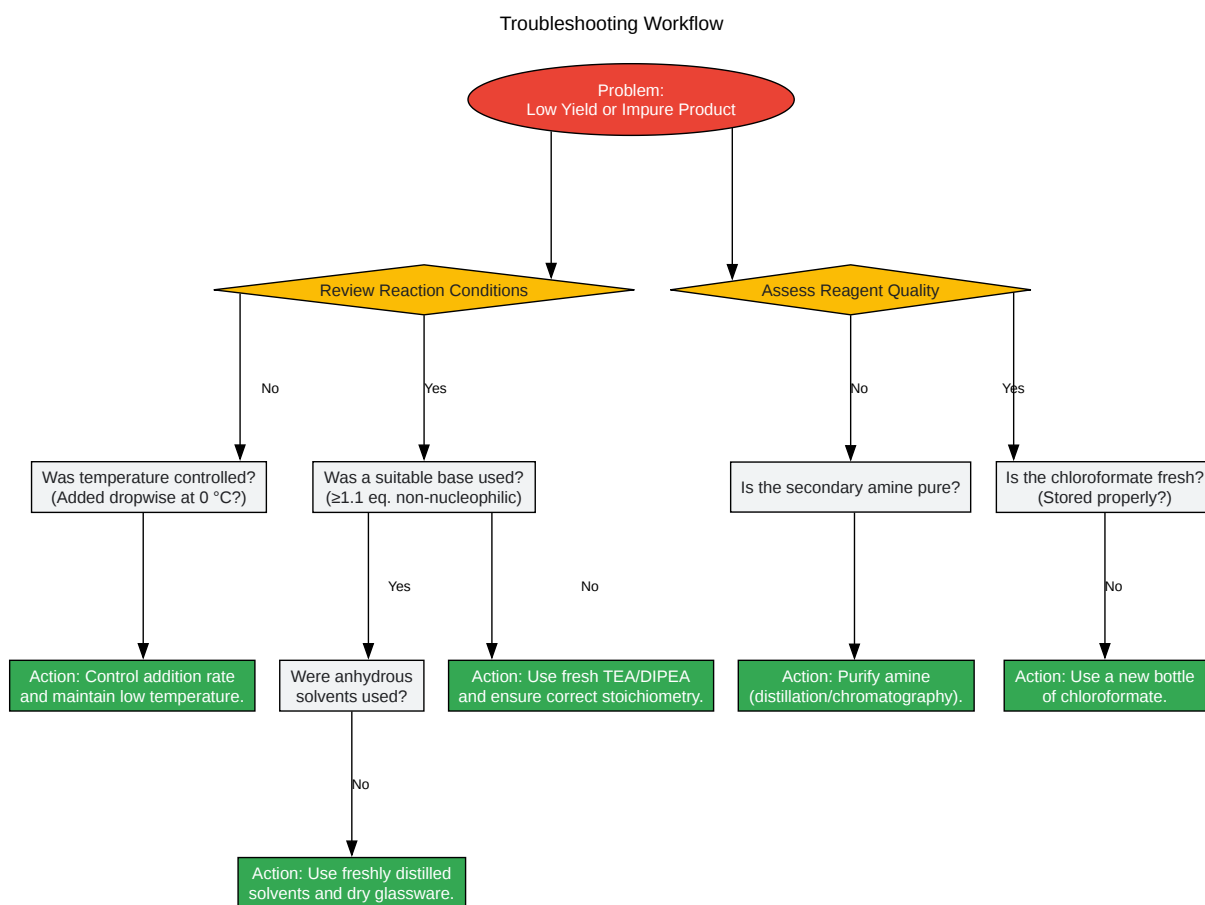 Troubleshooting Workflow
Problem:
Low Yield or Impure Product
Review Reaction Conditions
Assess Reagent Quality
No
Yes
No
Yes
Was temperature controlled?
(Added dropwise at 0 °C?)
Was a suitable base used?
(≥1.1 eq. non-nucleophilic)
Is the secondary amine pure?
Is the chloroformate fresh?
(Stored properly?)
Yes
No
No
Action: Control addition rate
and maintain low temperature.
Were anhydrous
solvents used?
Action: Use fresh TEA/DIPEA
and ensure correct stoichiometry.
Action: Purify amine
(distillation/chromatography).
Action: Use a new bottle
of chloroformate.
No
Action: Use freshly distilled
solvents and dry glassware.